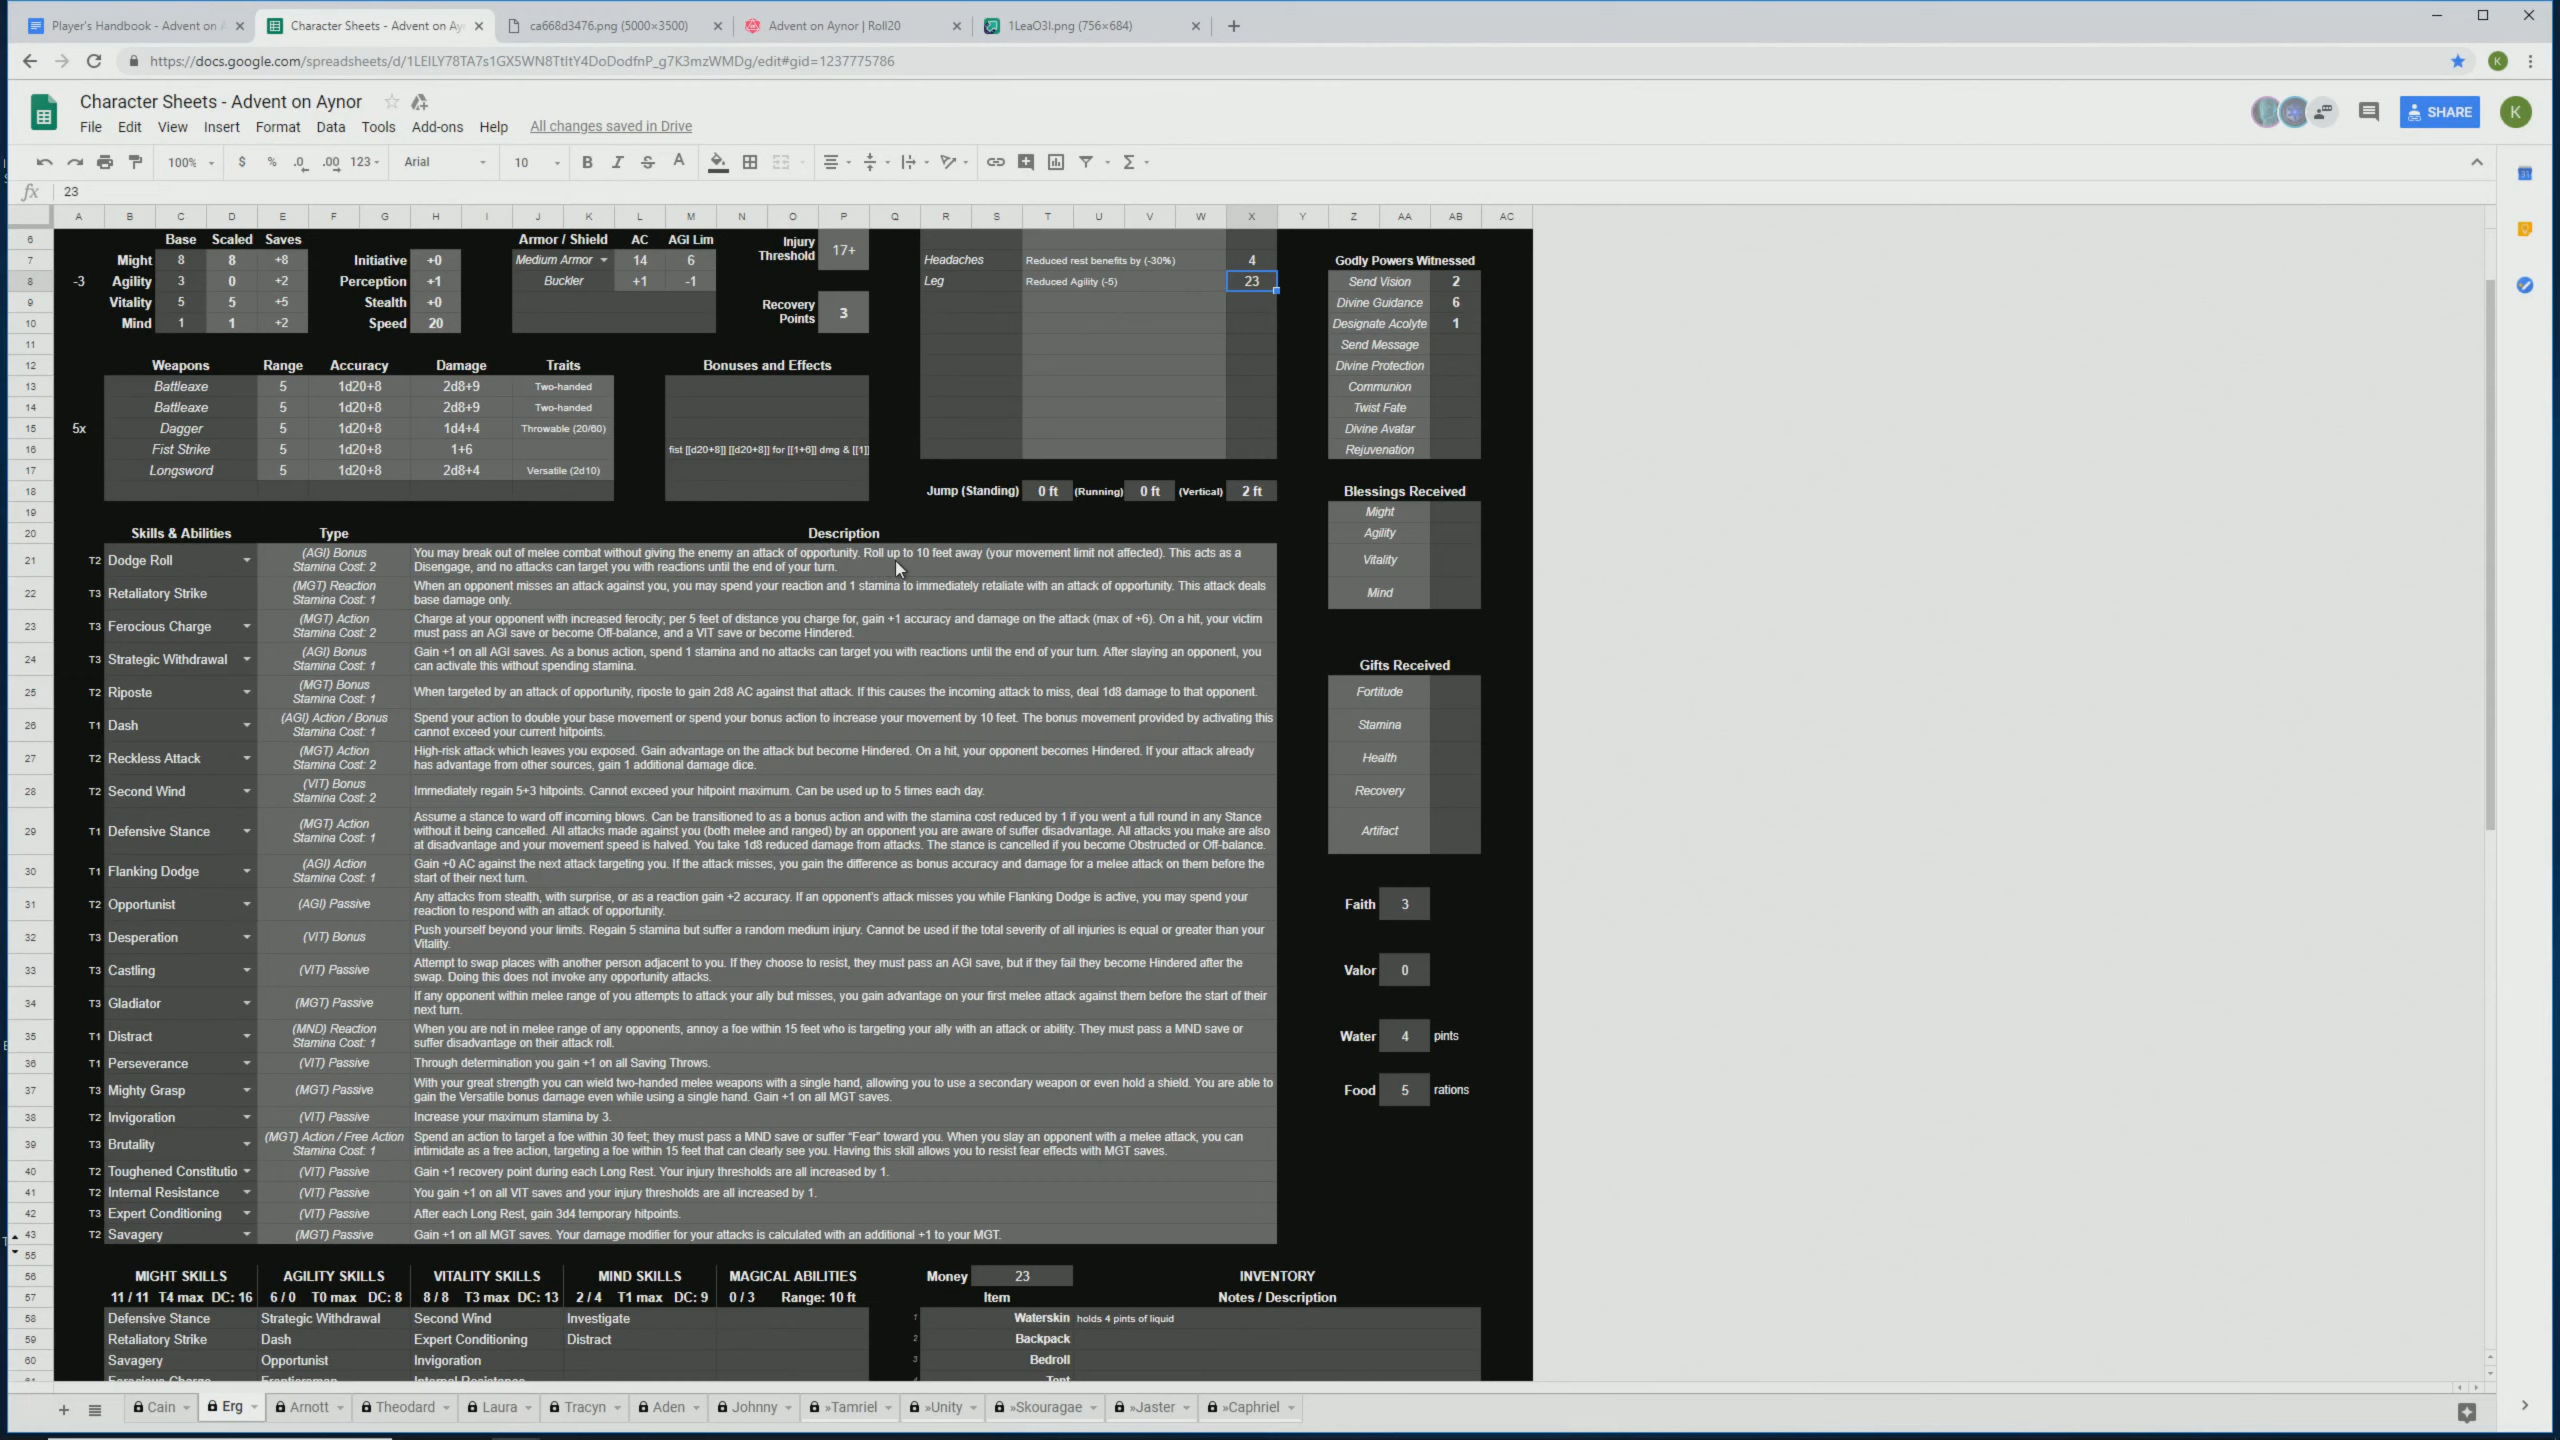 Player's Handbook - Advent on A
Character Sheets - Advent on Ay
ca668d3476.png (5000×3500)
Advent on Aynor | Roll20
1LeaO3I.png (756×684)
Character Sheets - Advent on Aynor
File Edit View Insert Format Data Tools Add-ons Help All changes saved in Drive
SHARE
K
100% $ % .0 .00 123 Arial 10
fx 23
A B C D E F G H I J K L M N O P Q R S T U V W X Y Z AA AB AC
6 Base Scaled Saves Armor / Shield AC AGI Lim Injury Threshold 17+
7 Might 8 8 +8 Initiative +0 Medium Armor 14 6 Headaches Reduced rest benefits by (-30%) 4 Godly Powers Witnessed
8 -3 Agility 3 0 +2 Perception +1 Buckler +1 -1 Leg Reduced Agility (-5) 23 Send Vision 2
9 Vitality 5 5 +5 Stealth +0 Recovery Points 3 Divine Guidance 6
10 Mind 1 1 +2 Speed 20 Designate Acolyte 1
11 Send Message
12 Weapons Range Accuracy Damage Traits Bonuses and Effects Divine Protection
13 Battleaxe 5 1d20+8 2d8+9 Two-handed Communion
14 Battleaxe 5 1d20+8 2d8+9 Two-handed Twist Fate
15 5x Dagger 5 1d20+8 1d4+4 Throwable (20/60) Divine Avatar
16 Fist Strike 5 1d20+8 1+6 fist [[d20+8]] [[d20+8]] for [[1+6]] dmg & [[1]] Rejuvenation
17 Longsword 5 1d20+8 2d8+4 Versatile (2d10)
18 Jump (Standing) 0 ft (Running) 0 ft (Vertical) 2 ft Blessings Received
19 Might
20 Skills & Abilities Type Description Agility
21 T2 Dodge Roll (AGI) Bonus Stamina Cost: 2 You may break out of melee combat without giving the enemy an attack of opportunity. Roll up to 10 feet away (your movement limit not affected). This acts as a
Disengage, and no attacks can target you with reactions until the end of your turn. Vitality
22 T3 Retaliatory Strike (MGT) Reaction Stamina Cost: 1 When an opponent misses an attack against you, you may spend your reaction and 1 stamina to immediately retaliate with an attack of opportunity. This attack deals
base damage only. Mind
23 T3 Ferocious Charge (MGT) Action Stamina Cost: 2 Charge at your opponent with increased ferocity; per 5 feet of distance you charge for, gain +1 accuracy and damage on the attack (max of +6). On a hit, your victim
must pass an AGI save or become Off-balance, and a VIT save or become Hindered.
24 T3 Strategic Withdrawal (AGI) Bonus Stamina Cost: 1 Gain +1 on all AGI saves. As a bonus action, spend 1 stamina and no attacks can target you with reactions until the end of your turn. After slaying an opponent, you
can activate this without spending stamina. Gifts Received
25 T2 Riposte (MGT) Bonus Stamina Cost: 1 When targeted by an attack of opportunity, riposte to gain 2d8 AC against that attack. If this causes the incoming attack to miss, deal 1d8 damage to that opponent. Fortitude
26 T1 Dash (AGI) Action / Bonus Stamina Cost: 1 Spend your action to double your base movement or spend your bonus action to increase your movement by 10 feet. The bonus movement provided by activating this
cannot exceed your current hitpoints. Stamina
27 T2 Reckless Attack (MGT) Action Stamina Cost: 2 High-risk attack which leaves you exposed. Gain advantage on the attack but become Hindered. On a hit, your opponent becomes Hindered. If your attack already
has advantage from other sources, gain 1 additional damage dice. Health
28 T2 Second Wind (VIT) Bonus Stamina Cost: 2 Immediately regain 5+3 hitpoints. Cannot exceed your hitpoint maximum. Can be used up to 5 times each day. Recovery
29 T1 Defensive Stance (MGT) Action Stamina Cost: 1 Assume a stance to ward off incoming blows. Can be transitioned to as a bonus action and with the stamina cost reduced by 1 if you went a full round in any Stance
without it being cancelled. All attacks made against you (both melee and ranged) by an opponent you are aware of suffer disadvantage. All attacks you make are also
at disadvantage and your movement speed is halved. You take 1d8 reduced damage from attacks. The stance is cancelled if you become Obstructed or Off-balance. Artifact
30 T1 Flanking Dodge (AGI) Action Stamina Cost: 1 Gain +0 AC against the next attack targeting you. If the attack misses, you gain the difference as bonus accuracy and damage for a melee attack on them before the
start of their next turn.
31 T2 Opportunist (AGI) Passive Any attacks from stealth, with surprise, or as a reaction gain +2 accuracy. If an opponent's attack misses you while Flanking Dodge is active, you may spend your
reaction to respond with an attack of opportunity. Faith 3
32 T3 Desperation (VIT) Bonus Push yourself beyond your limits. Regain 5 stamina but suffer a random medium injury. Cannot be used if the total severity of all injuries is equal or greater than your
Vitality.
33 T3 Castling (VIT) Passive Attempt to swap places with another person adjacent to you. If they choose to resist, they must pass an AGI save, but if they fail they become Hindered after the
swap. Doing this does not invoke any opportunity attacks. Valor 0
34 T3 Gladiator (MGT) Passive If any opponent within melee range of you attempts to attack your ally but misses, you gain advantage on your first melee attack against them before the start of their
next turn.
35 T1 Distract (MND) Reaction Stamina Cost: 1 When you are not in melee range of any opponents, annoy a foe within 15 feet who is targeting your ally with an attack or ability. They must pass a MND save or
suffer disadvantage on their attack roll. Water 4 pints
36 T1 Perseverance (VIT) Passive Through determination you gain +1 on all Saving Throws.
37 T3 Mighty Grasp (MGT) Passive With your great strength you can wield two-handed melee weapons with a single hand, allowing you to use a secondary weapon or even hold a shield. You are able to
gain the Versatile bonus damage even while using a single hand. Gain +1 on all MGT saves. Food 5 rations
38 T2 Invigoration (VIT) Passive Increase your maximum stamina by 3.
39 T3 Brutality (MGT) Action / Free Action Stamina Cost: 1 Spend an action to target a foe within 30 feet; they must pass a MND save or suffer "Fear" toward you. When you slay an opponent with a melee attack, you can
intimidate as a free action, targeting a foe within 15 feet that can clearly see you. Having this skill allows you to resist fear effects with MGT saves.
40 T2 Toughened Constitutio (VIT) Passive Gain +1 recovery point during each Long Rest. Your injury thresholds are all increased by 1.
41 T2 Internal Resistance (VIT) Passive You gain +1 on all VIT saves and your injury thresholds are all increased by 1.
42 T3 Expert Conditioning (VIT) Passive After each Long Rest, gain 3d4 temporary hitpoints.
43 T2 Savagery (MGT) Passive Gain +1 on all MGT saves. Your damage modifier for your attacks is calculated with an additional +1 to your MGT.
55
56 MIGHT SKILLS AGILITY SKILLS VITALITY SKILLS MIND SKILLS MAGICAL ABILITIES Money 23 INVENTORY
57 11 / 11 T4 max DC: 16 6 / 0 T0 max DC: 8 8 / 8 T3 max DC: 13 2 / 4 T1 max DC: 9 0 / 3 Range: 10 ft Item Notes / Description
58 Defensive Stance Strategic Withdrawal Second Wind Investigate 1 Waterskin holds 4 pints of liquid
59 Retaliatory Strike Dash Expert Conditioning Distract 2 Backpack
60 Savagery Opportunist Invigoration 3 Bedroll
Cain Erg Arnott Theodard Laura Tracyn Aden Johnny »Tamriel »Unity »Skouragae »Jaster »Caphriel